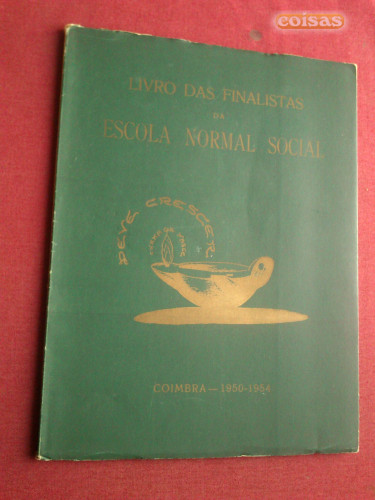 coisas
LIVRO DAS FINALISTAS
DA
ESCOLA NORMAL SOCIAL
DEVE CRESCER
COIMBRA — 1950-1954